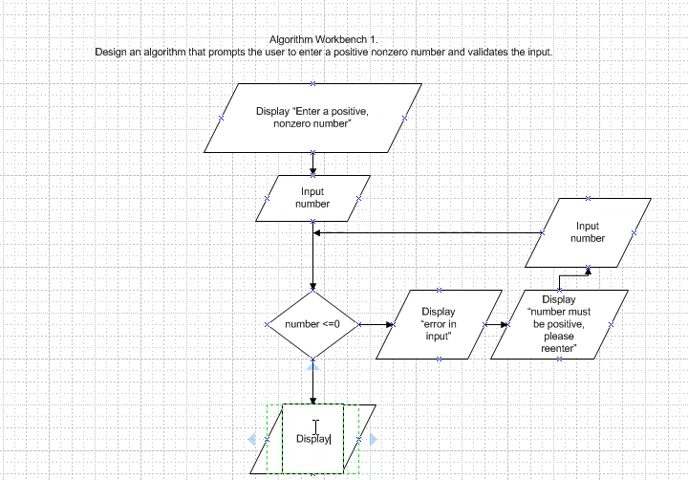 Algorithm Workbench 1.
Design an algorithm that prompts the user to enter a positive nonzero number and validates the input.
Display “Enter a positive,
nonzero number”
Input
number
Input
number
number <=0
Display
“error in
input”
Display
“number must
be positive,
please
reenter”
Display